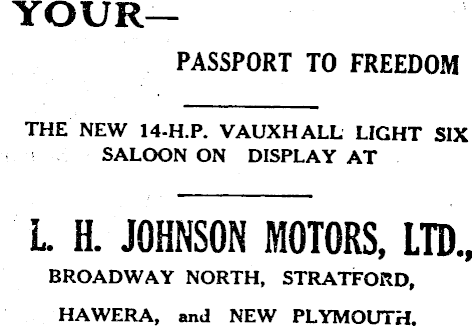 YOUR—
PASSPORT TO FREEDOM
THE NEW 14-H.P. VAUXHALL LIGHT SIX
SALOON ON DISPLAY AT
L. H. JOHNSON MOTORS, LTD.,
BROADWAY NORTH, STRATFORD,
HAWERA, and NEW PLYMOUTH.